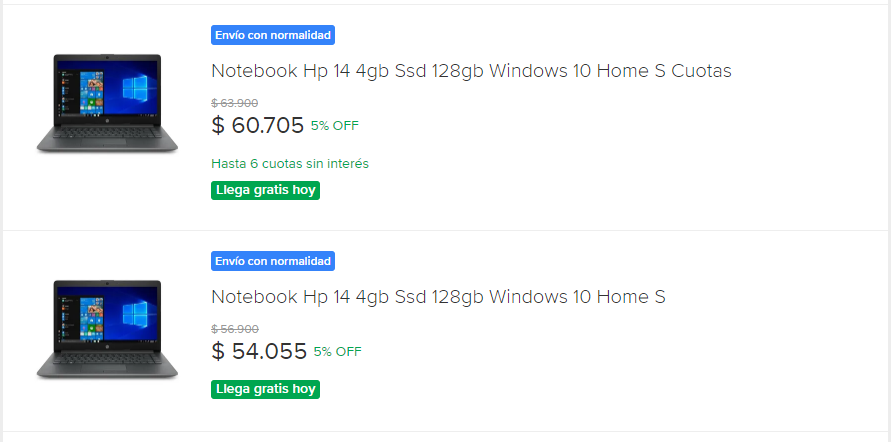 Envío con normalidad
Notebook Hp 14 4gb Ssd 128gb Windows 10 Home S Cuotas
$ 63.900
$ 60.705 5% OFF
Hasta 6 cuotas sin interés
Llega gratis hoy
Envío con normalidad
Notebook Hp 14 4gb Ssd 128gb Windows 10 Home S
$ 56.900
$ 54.055 5% OFF
Llega gratis hoy